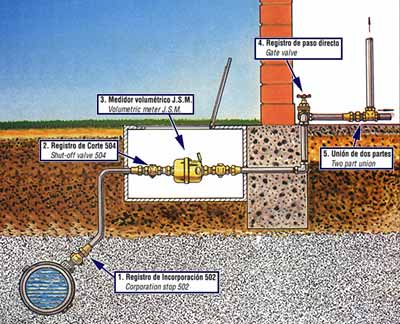 4. Registro de paso directo
Gate valve
3. Medidor volumétrico J.S.M.
Volumetric meter J.S.M.
2. Registro de Corte 504
Shut-off valve 504
5. Unión de dos partes
Two part union
1. Registro de Incorporación 502
Corporation stop 502